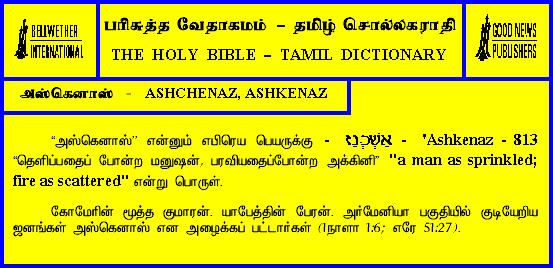 BELLWETHER
INTERNATIONAL
பரிசுத்த வேதாகமம் – தமிழ் சொல்லகராதி
THE HOLY BIBLE – TAMIL DICTIONARY
GOOD NEWS
PUBLISHERS
அஸ்கெனாஸ் - ASHCHENAZ, ASHKENAZ
“அஸ்கெனாஸ்” என்னும் எபிரெய பெயருக்கு - אַשְׁכְּנַז - 'Ashkenaz - 813
“தெளிப்பதைப் போன்ற மனுஷன், பரவியதைப்போன்ற அக்கினி” "a man as sprinkled;
fire as scattered" என்று பொருள்.
கோமேரின் மூத்த குமாரன். யாபேத்தின் பேரன். அர்மேனியா பகுதியில் குடியேறிய
ஜனங்கள் அஸ்கெனாஸ் என அழைக்கப் பட்டார்கள் (1நாளா 1:6; எரே 51:27).